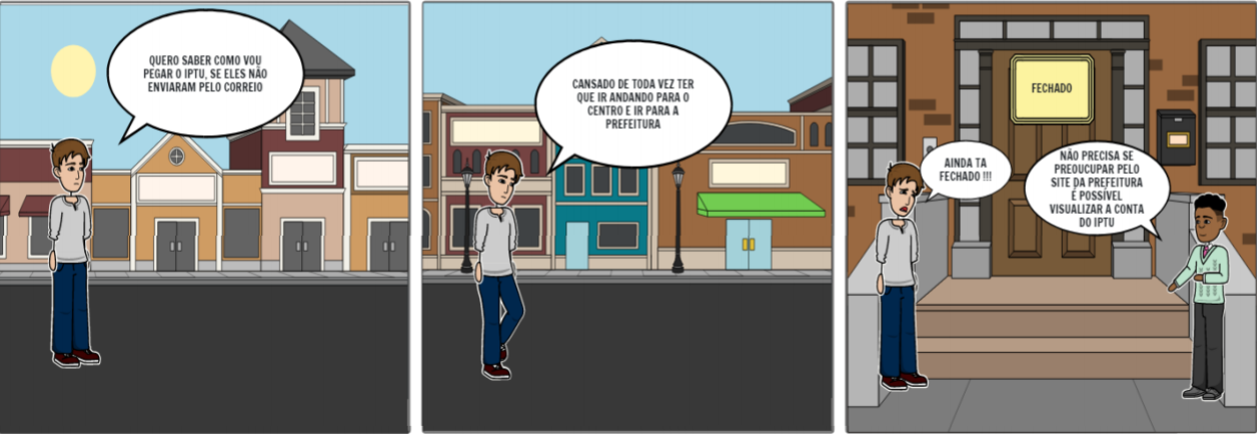 QUERO SABER COMO VOU
PEGAR O IPTU, SE ELES NÃO
ENVIARAM PELO CORREIO
CANSADO DE TODA VEZ TER
QUE IR ANDANDO PARA O
CENTRO E IR PARA A
PREFEITURA
FECHADO
AINDA TA
FECHADO !!!
NÃO PRECISA SE
PREOUCUPAR PELO
SITE DA PREFEITURA
É POSSÍVEL
VISUALIZAR A CONTA
DO IPTU